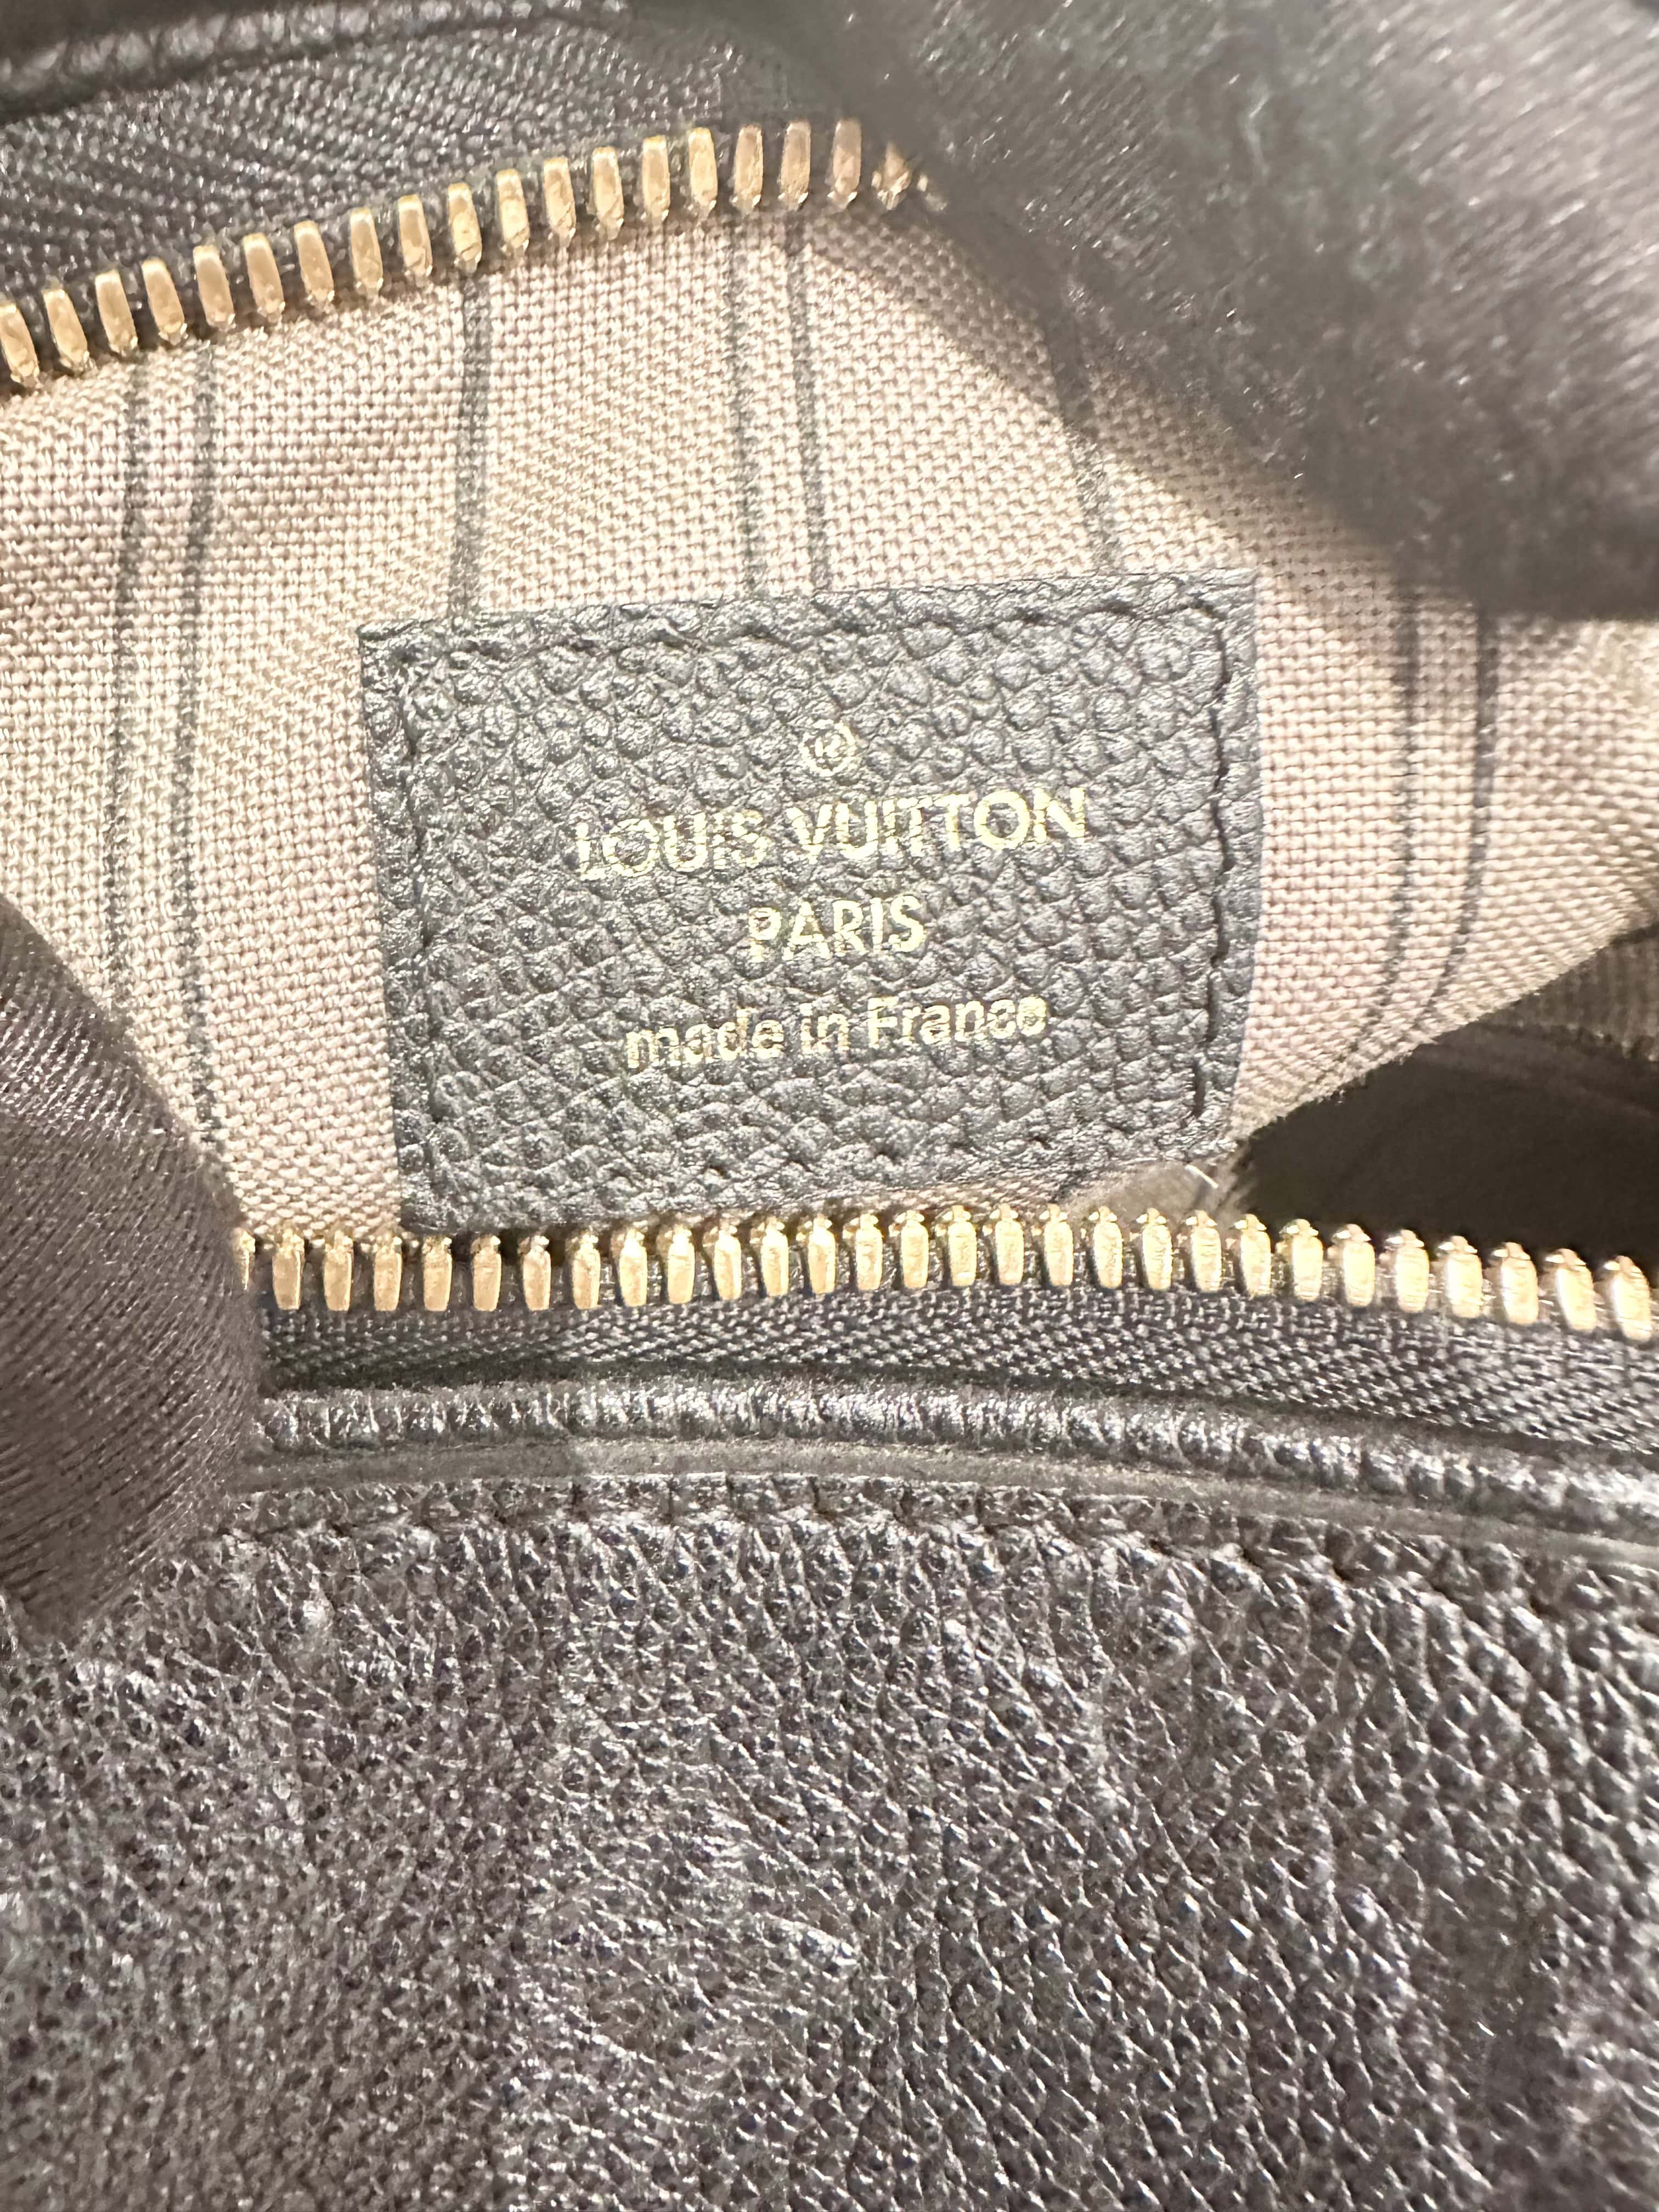 ®
LOUIS VUITTON
PARIS
made in France